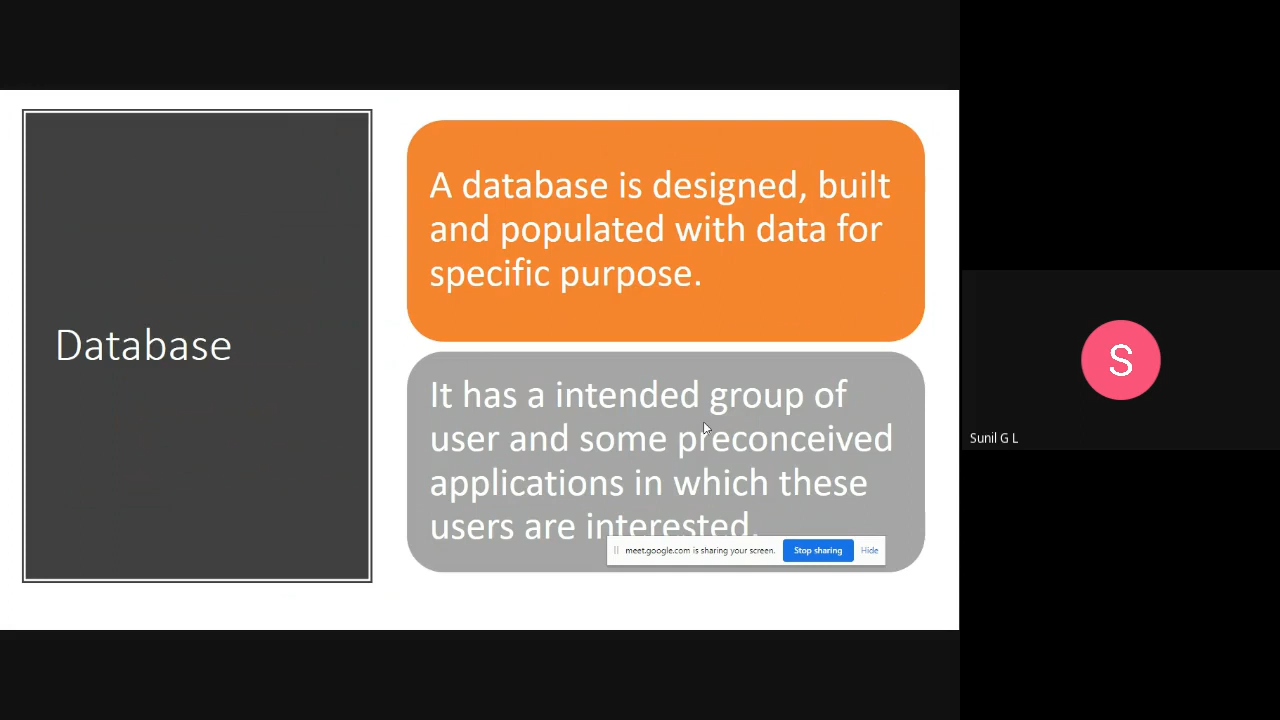 Database
A database is designed, built
and populated with data for
specific purpose.
It has a intended group of
user and some preconceived
applications in which these
users are interested.
meet.google.com is sharing your screen. Stop sharing Hide
S
Sunil G L